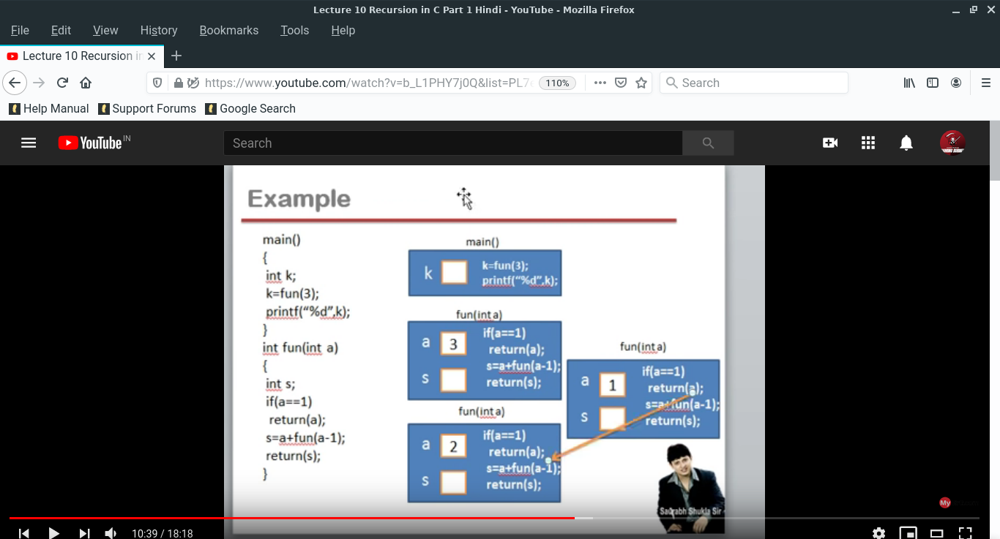 Lecture 10 Recursion in C Part 1 Hindi - YouTube - Mozilla Firefox
File Edit View History Bookmarks Tools Help
Lecture 10 Recursion in
https://www.youtube.com/watch?v=b_L1PHY7j0Q&list=PL7 110% Search
Help Manual Support Forums Google Search
YouTube IN Search
Example
main()
{
int k;
k=fun(3);
printf("%d",k);
}
int fun(int a)
{
int s;
if(a==1)
return(a);
s=a+fun(a-1);
return(s);
}
main()
k k=fun(3);
printf("%d",k);
fun(int a)
a 3 if(a==1)
return(a);
s=a+fun(a-1);
s return(s);
fun(int a)
a 2 if(a==1)
return(a);
s=a+fun(a-1);
s return(s);
fun(int a)
a 1 if(a==1)
return(a);
s=a+fun(a-1);
s return(s);
Saurabh Shukla Sir
My
10:39 / 18:18